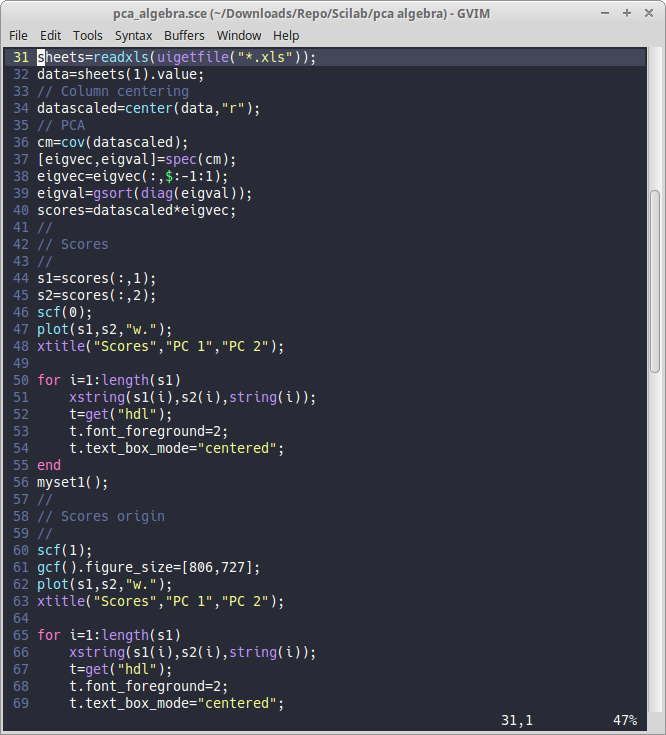 pca_algebra.sce (~/Downloads/Repo/Scilab/pca algebra) - GVIM
File Edit Tools Syntax Buffers Window Help
31 sheets=readxls(uigetfile("*.xls"));
32 data=sheets(1).value;
33 // Column centering
34 datascaled=center(data,"r");
35 // PCA
36 cm=cov(datascaled);
37 [eigvec,eigval]=spec(cm);
38 eigvec=eigvec(:,$:-1:1);
39 eigval=gsort(diag(eigval));
40 scores=datascaled*eigvec;
41 //
42 // Scores
43 //
44 s1=scores(:,1);
45 s2=scores(:,2);
46 scf(0);
47 plot(s1,s2,"w.");
48 xtitle("Scores","PC 1","PC 2");
49
50 for i=1:length(s1)
51     xstring(s1(i),s2(i),string(i));
52     t=get("hdl");
53     t.font_foreground=2;
54     t.text_box_mode="centered";
55 end
56 myset1();
57 //
58 // Scores origin
59 //
60 scf(1);
61 gcf().figure_size=[806,727];
62 plot(s1,s2,"w.");
63 xtitle("Scores","PC 1","PC 2");
64
65 for i=1:length(s1)
66     xstring(s1(i),s2(i),string(i));
67     t=get("hdl");
68     t.font_foreground=2;
69     t.text_box_mode="centered";
31,1 47%